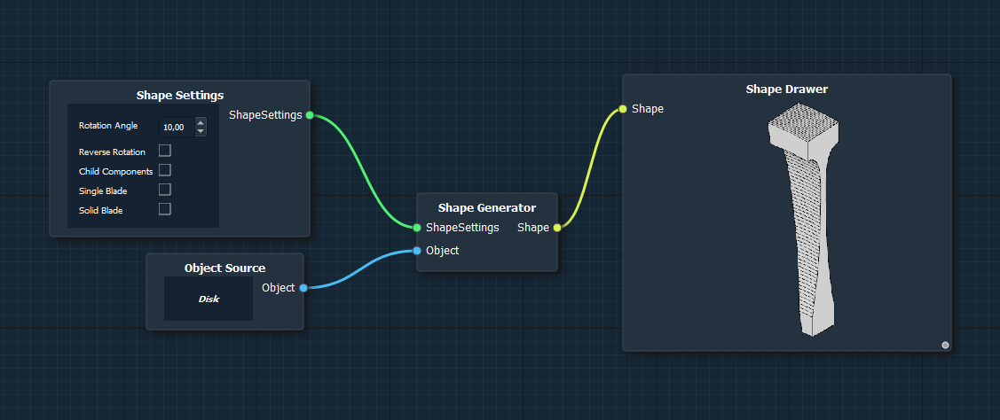 Shape Settings
ShapeSettings
Rotation Angle 10,00
Reverse Rotation
Child Components
Single Blade
Solid Blade
Object Source
Object
Disk
Shape Generator
ShapeSettings Shape
Object
Shape Drawer
Shape